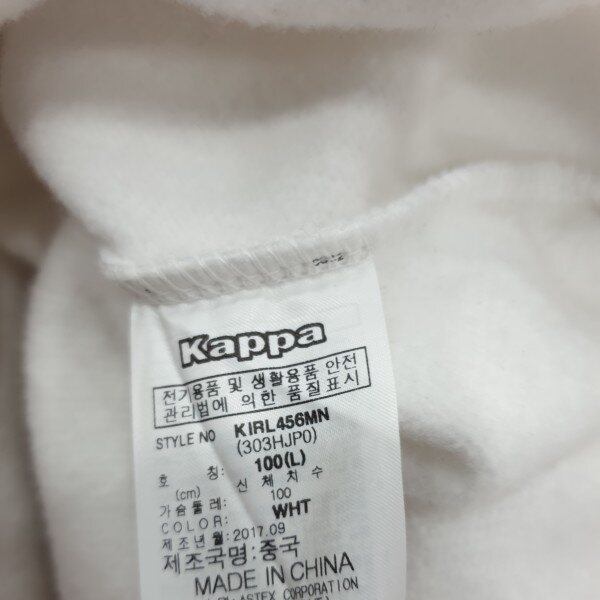 Kappa
전기용품 및 생활용품 안전
관리법에 의한 품질표시
STYLE NO KIRL456MN
(303HJP0)
호 칭: 100(L)
(cm) 신체치수
가슴둘레: 100
COLOR: WHT
제조년월: 2017.09
제조국명: 중국
MADE IN CHINA
ASTEX CORPORATION